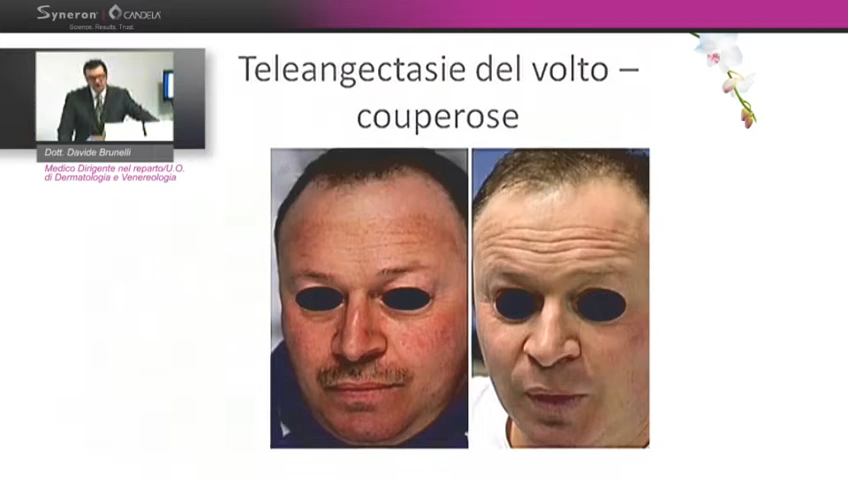 Syneron | CANDELA
Science. Results. Trust.
Teleangectasie del volto –
couperose
Dott. Davide Brunelli
Medico Dirigente nel reparto/U.O.
di Dermatologia e Venereologia